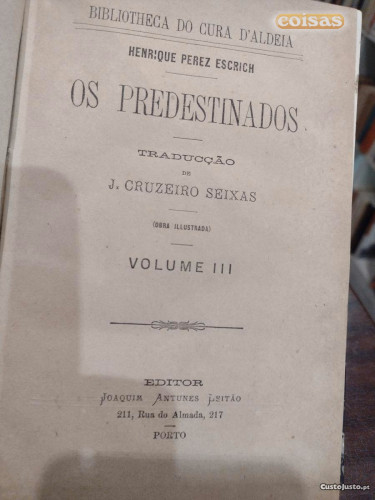 BIBLIOTHECA DO CURA D'ALDEIA
coisas
HENRIQUE PEREZ ESCRICH
OS PREDESTINADOS
TRADUCÇÃO
DE
J. CRUZEIRO SEIXAS
(OBRA ILLUSTRADA)
VOLUME III
EDITOR
JOAQUIM ANTUNES LEITÃO
211, Rua do Almada, 217
PORTO
CustoJusto.pt